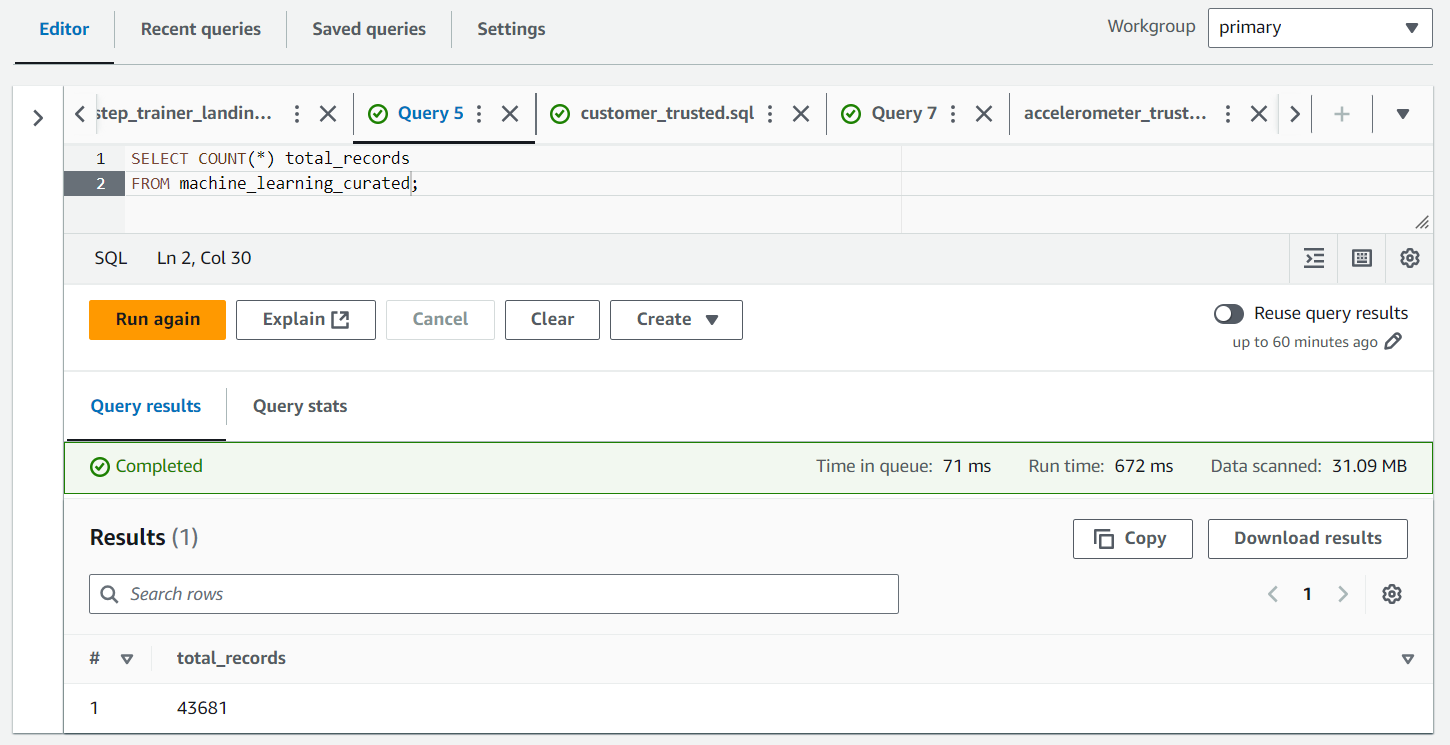 Editor Recent queries Saved queries Settings Workgroup primary
step_trainer_landin... Query 5 customer_trusted.sql Query 7 accelerometer_trust...
1 SELECT COUNT(*) total_records
2 FROM machine_learning_curated;
SQL Ln 2, Col 30
Run again Explain Cancel Clear Create Reuse query results
up to 60 minutes ago
Query results Query stats
Completed Time in queue: 71 ms Run time: 672 ms Data scanned: 31.09 MB
Results (1) Copy Download results
Search rows 1
# total_records
1 43681